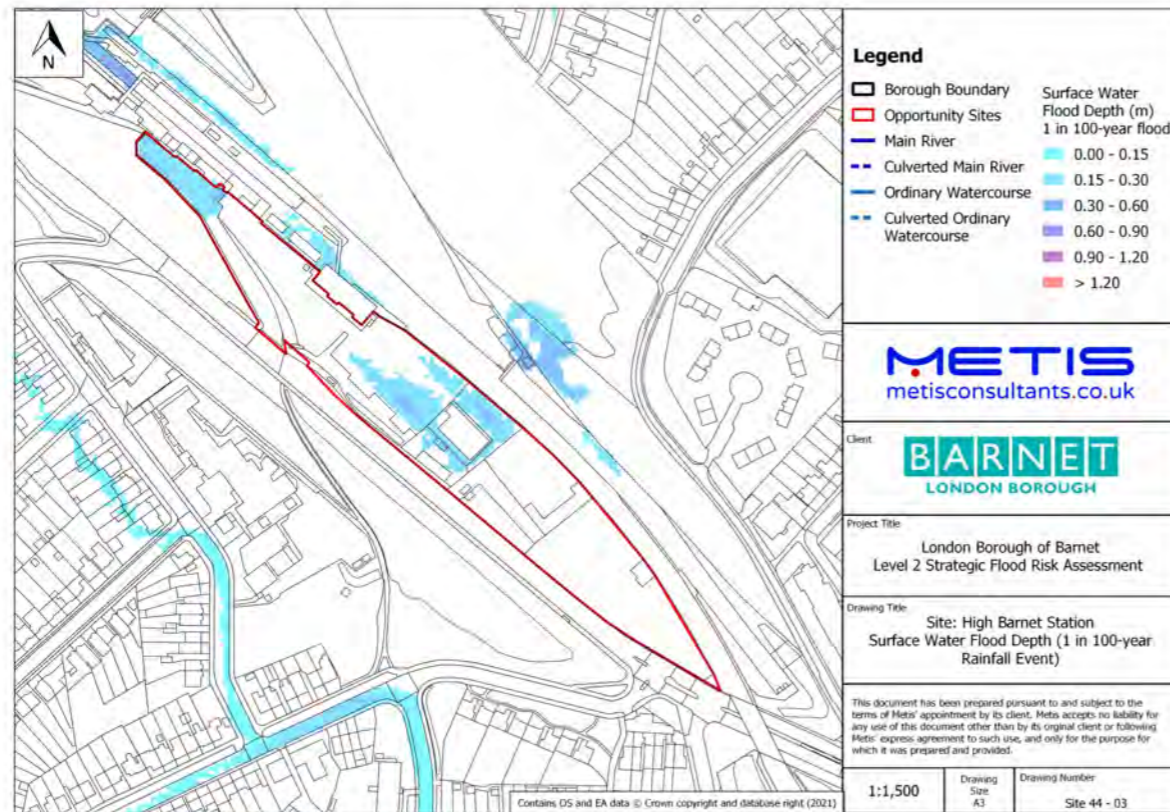 N
Legend
Borough Boundary
Opportunity Sites
Main River
Culverted Main River
Ordinary Watercourse
Culverted Ordinary
Watercourse
Surface Water
Flood Depth (m)
1 in 100-year flood
0.00 - 0.15
0.15 - 0.30
0.30 - 0.60
0.60 - 0.90
0.90 - 1.20
> 1.20
METIS
metisconsultants.co.uk
Client
BARNET
LONDON BOROUGH
Project Title
London Borough of Barnet
Level 2 Strategic Flood Risk Assessment
Drawing Title
Site: High Barnet Station
Surface Water Flood Depth (1 in 100-year
Rainfall Event)
This document has been prepared pursuant to and subject to the
terms of Metis' appointment by its client. Metis accepts no liability for
any use of this document other than by its orginal client or following
Metis' express agreement to such use, and only for the purpose for
which it was prepared and provided.
1:1,500
Drawing
Size
A3
Drawing Number
Site 44 - 03
Contains OS and EA data © Crown copyright and database right (2021)